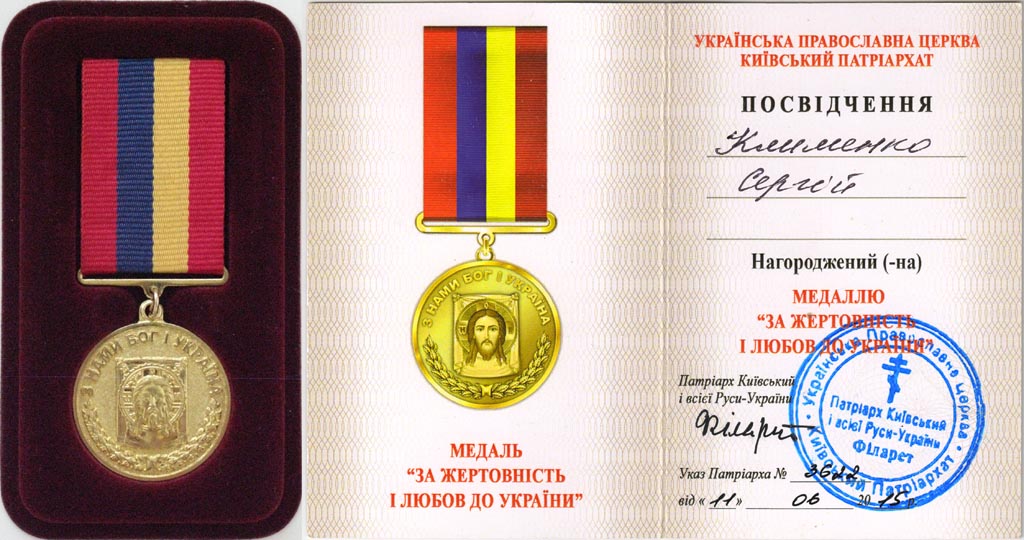 З НАМИ БОГ І УКРАЇНА
З НАМИ БОГ І УКРАЇНА
МЕДАЛЬ
“ЗА ЖЕРТОВНІСТЬ
І ЛЮБОВ ДО УКРАЇНИ”
УКРАЇНСЬКА ПРАВОСЛАВНА ЦЕРКВА
КИЇВСЬКИЙ ПАТРІАРХАТ
ПОСВІДЧЕННЯ
Клименко
Сергій
Нагороджений (-на)
МЕДАЛЛЮ
“ЗА ЖЕРТОВНІСТЬ
І ЛЮБОВ ДО УКРАЇНИ”
Патріарх Київський
і всієї Руси-України
Філарет
Указ Патріарха №
від « 11 » 06 2015 р.
Українська Православна церква
Київський Патріархат
Патріарх Київський
і всієї Руси-України
Філарет